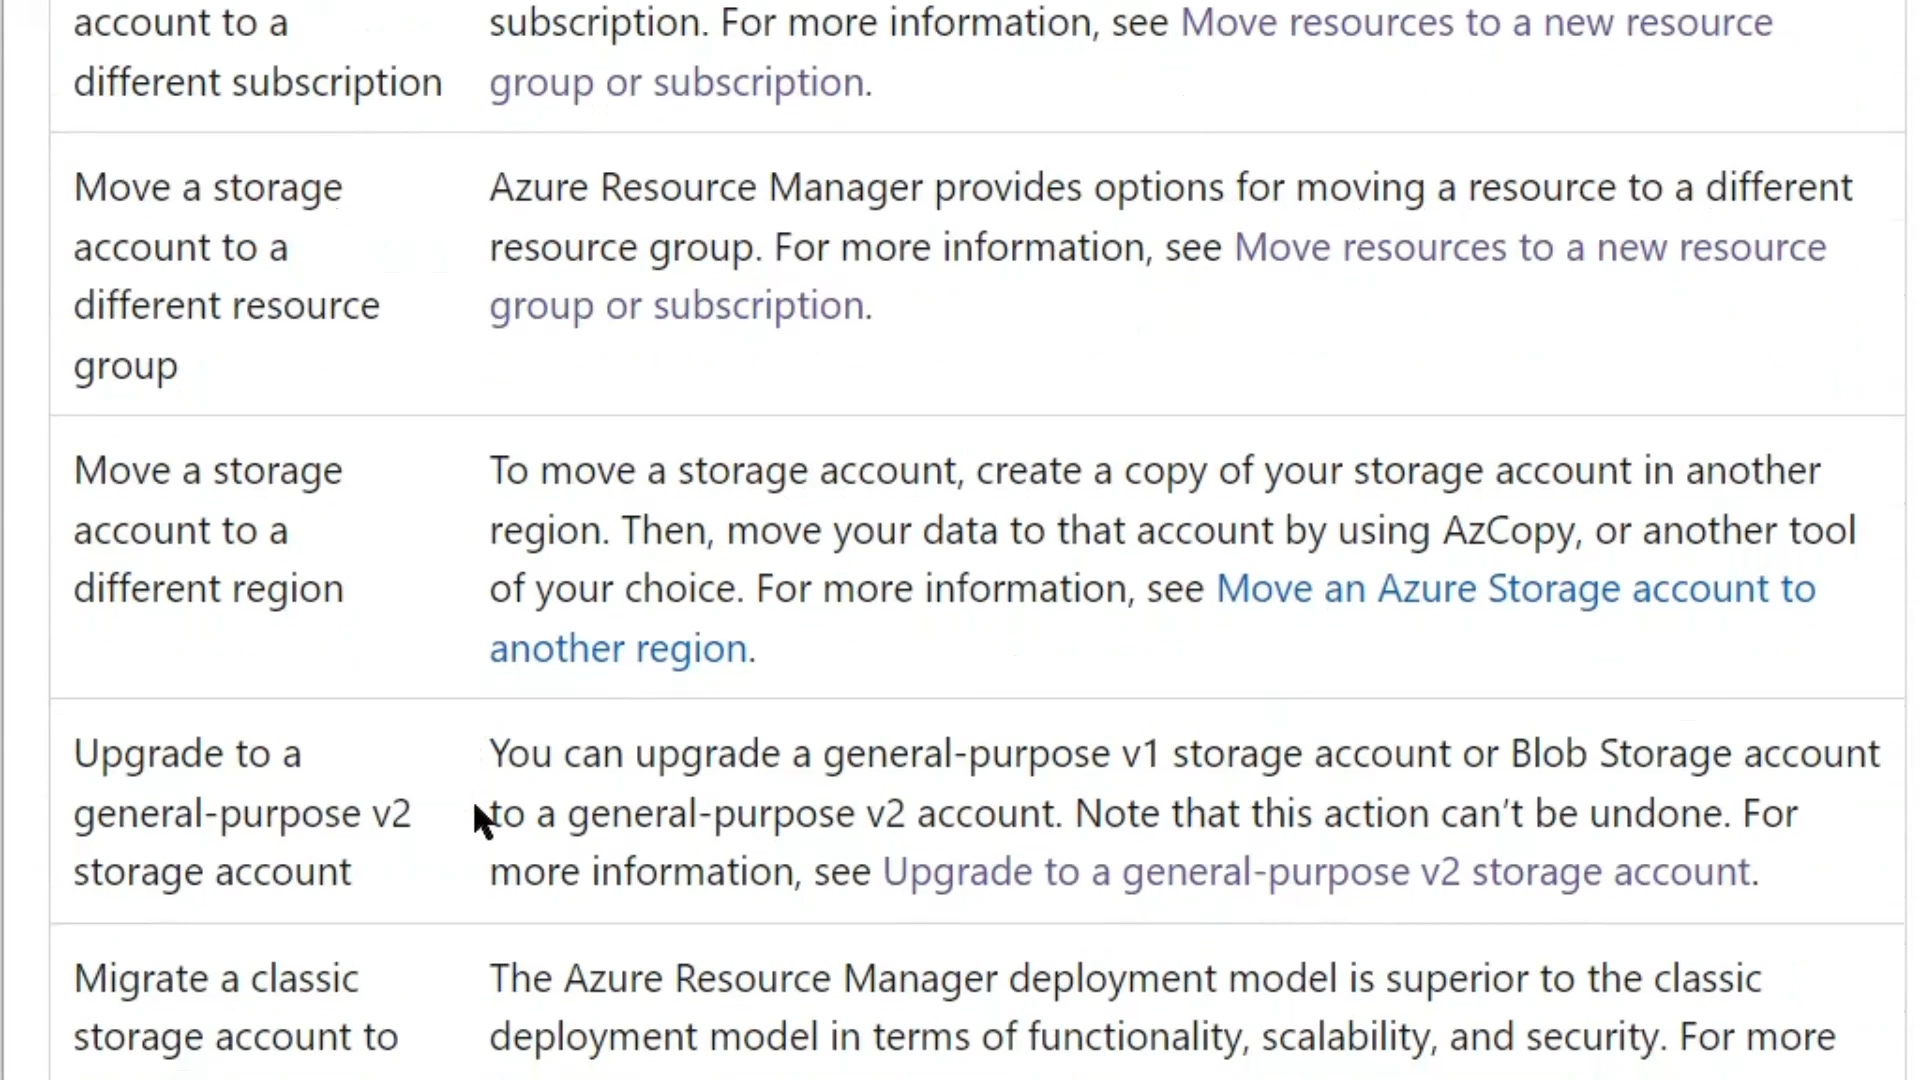 account to a
different subscription
subscription. For more information, see Move resources to a new resource
group or subscription.
Move a storage
account to a
different resource
group
Azure Resource Manager provides options for moving a resource to a different
resource group. For more information, see Move resources to a new resource
group or subscription.
Move a storage
account to a
different region
To move a storage account, create a copy of your storage account in another
region. Then, move your data to that account by using AzCopy, or another tool
of your choice. For more information, see Move an Azure Storage account to
another region.
Upgrade to a
general-purpose v2
storage account
You can upgrade a general-purpose v1 storage account or Blob Storage account
to a general-purpose v2 account. Note that this action can’t be undone. For
more information, see Upgrade to a general-purpose v2 storage account.
Migrate a classic
storage account to
The Azure Resource Manager deployment model is superior to the classic
deployment model in terms of functionality, scalability, and security. For more